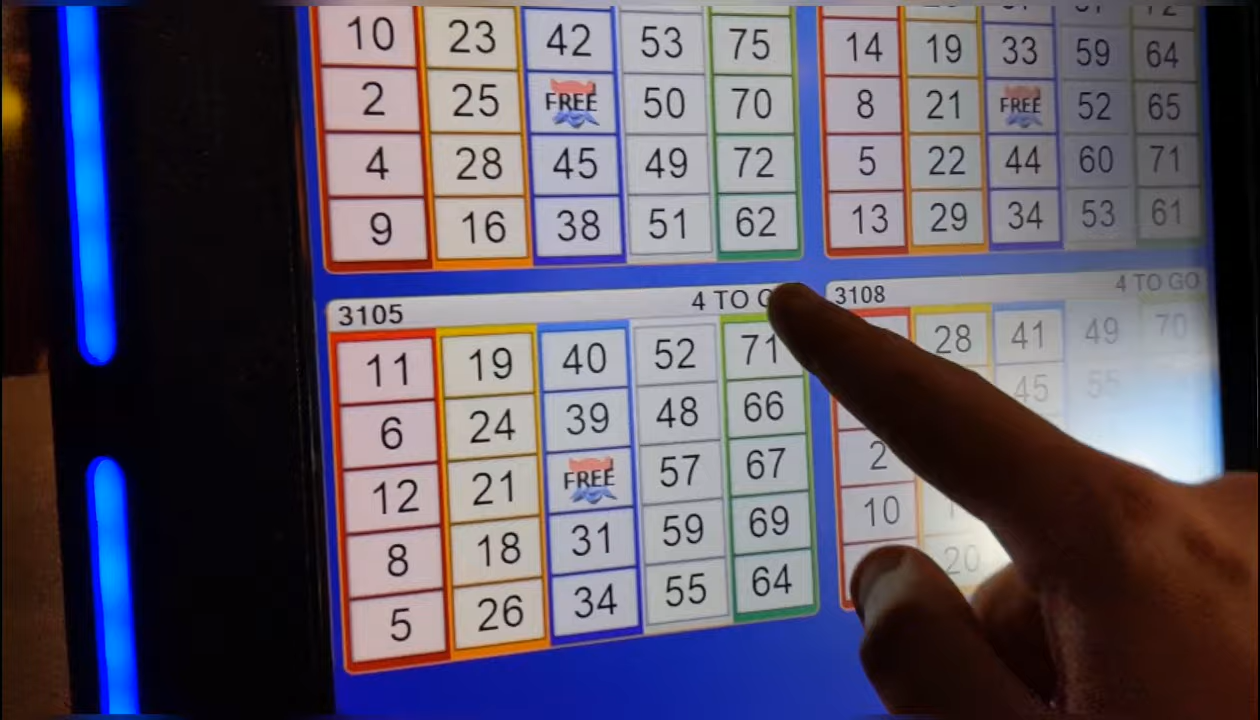 10 23 42 53 75
2 25 FREE 50 70
4 28 45 49 72
9 16 38 51 62
14 19 33 59 64
8 21 FREE 52 65
5 22 44 60 71
13 29 34 53 61
3105 4 TO
11 19 40 52 71
6 24 39 48 66
12 21 FREE 57 67
8 18 31 59 69
5 26 34 55 64
3108 4 TO GO
28 41 49 70
45 55
2
10
20